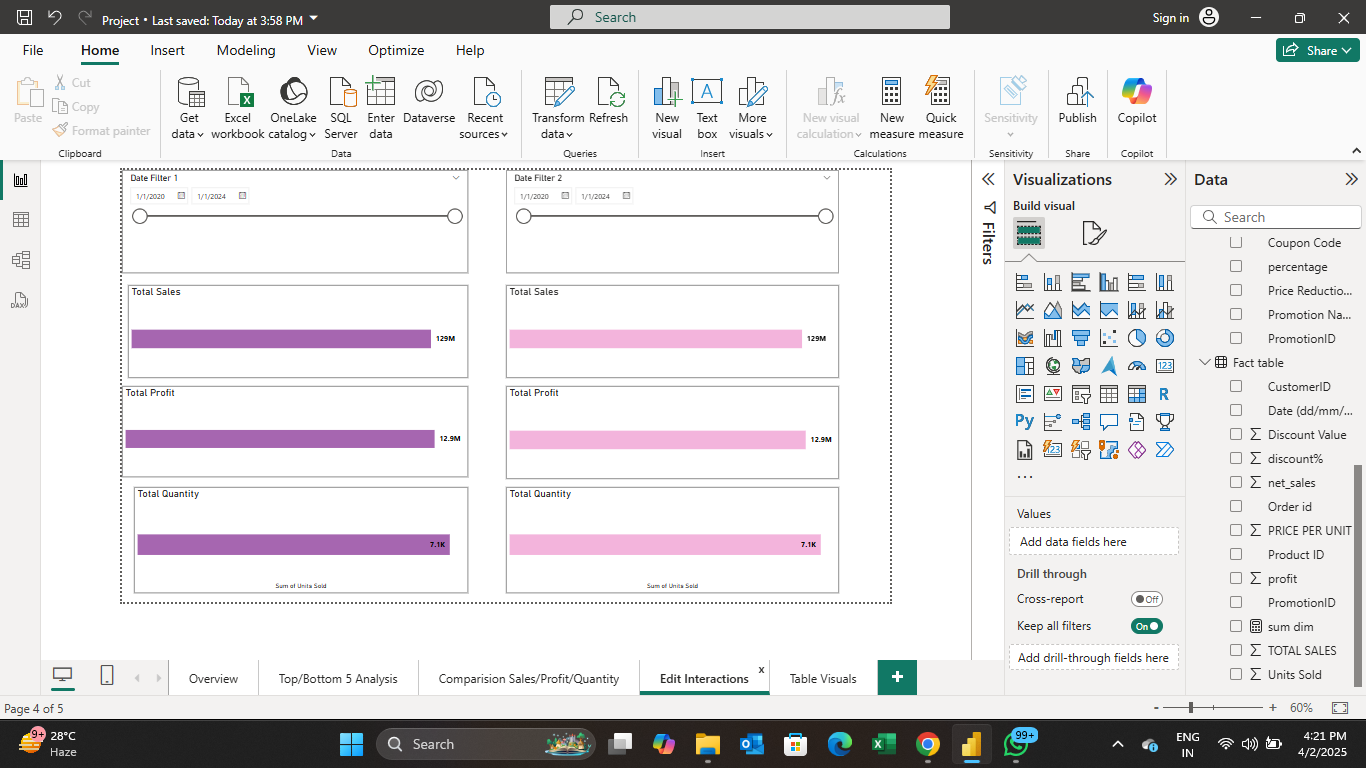 Project • Last saved: Today at 3:58 PM
Search
Sign in
File
Home
Insert
Modeling
View
Optimize
Help
Share
Paste
Cut
Copy
Format painter
Clipboard
Get data
Excel workbook
OneLake catalog
SQL Server
Enter data
Dataverse
Recent sources
Data
Transform data
Refresh
Queries
New visual
Text box
More visuals
Insert
New visual calculation
New measure
Quick measure
Calculations
Sensitivity
Sensitivity
Publish
Share
Copilot
Copilot
Date Filter 1
1/1/2020
1/1/2024
Date Filter 2
1/1/2020
1/1/2024
Total Sales
129M
Total Sales
129M
Total Profit
12.9M
Total Profit
12.9M
Total Quantity
7.1K
Sum of Units Sold
Total Quantity
7.1K
Sum of Units Sold
Filters
Visualizations
Build visual
123
R
Py
123
...
Values
Add data fields here
Drill through
Cross-report
Off
Keep all filters
On
Add drill-through fields here
Data
Search
Coupon Code
percentage
Price Reductio...
Promotion Na...
PromotionID
Fact table
CustomerID
Date (dd/mm/...
Discount Value
discount%
net_sales
Order id
PRICE PER UNIT
Product ID
profit
PromotionID
sum dim
TOTAL SALES
Units Sold
Overview
Top/Bottom 5 Analysis
Comparision Sales/Profit/Quantity
Edit Interactions
x
Table Visuals
+
Page 4 of 5
- + 60%
9+
28°C
Haze
Search
99+
ENG
IN
4:21 PM
4/2/2025